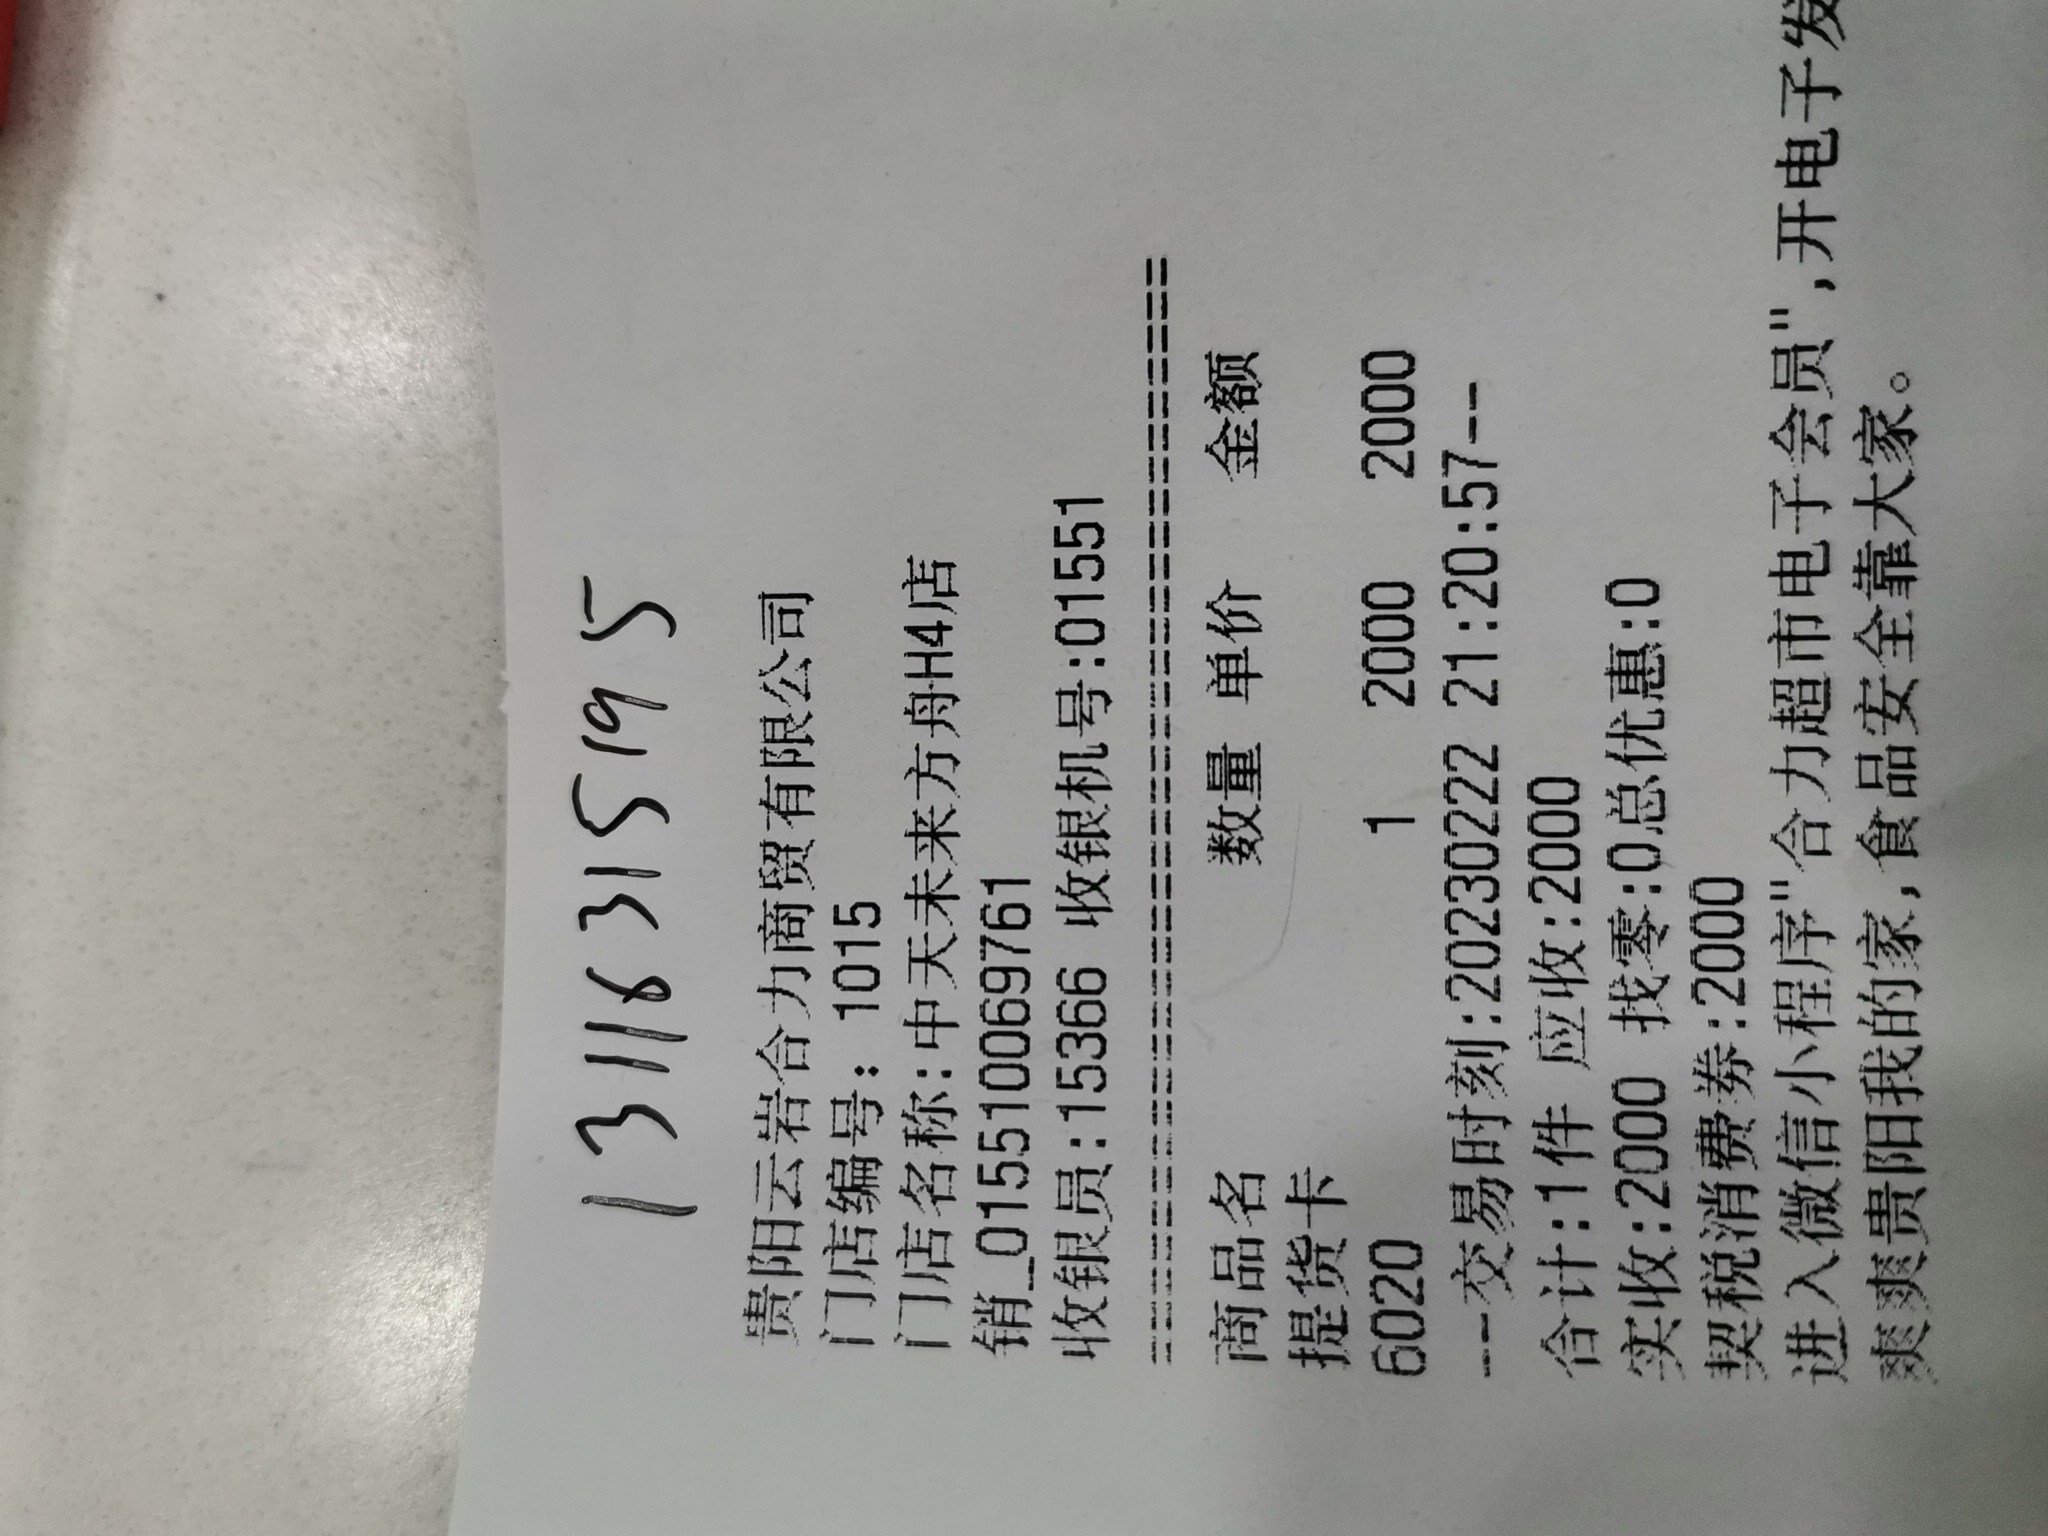 13116315195
贵阳云岩合力商贸有限公司
门店编号：1015
门店名称:中天未来方舟H4店
销_015510069761
收银员:15366 收银机号:01551
================================
商品名 数量 单价 金额
提货卡
6020 1 2000 2000
--交易时刻:20230222 21:20:57--
合计:1件 应收:2000
实收:2000 找零:0总优惠:0
契税消费券:2000
进入微信小程序"合力超市电子会员",开电子发
爽爽贵阳我的家,食品安全靠大家。